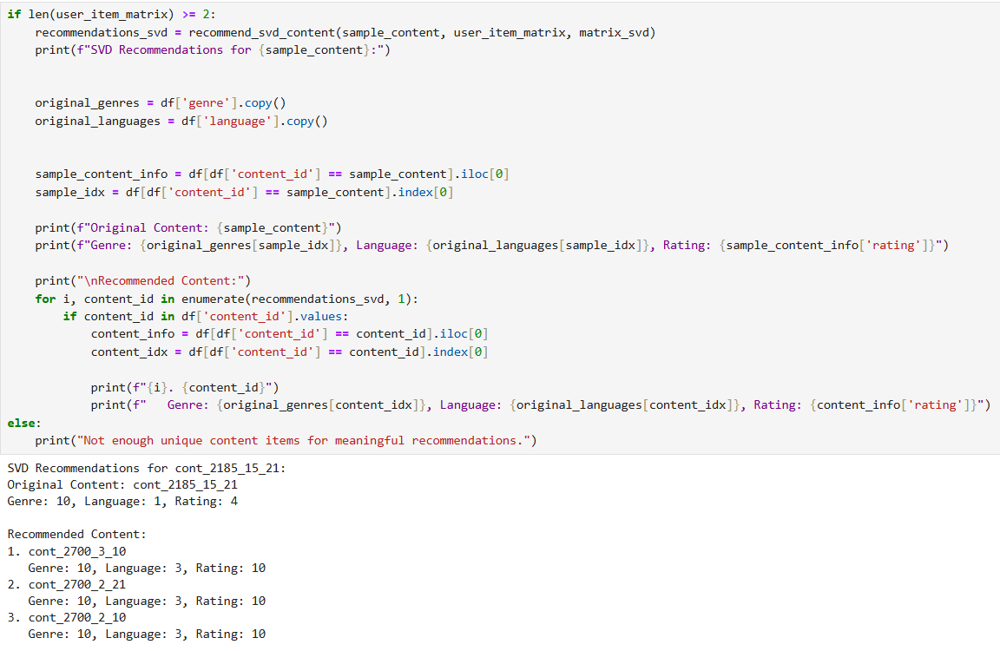 if len(user_item_matrix) >= 2:
    recommendations_svd = recommend_svd_content(sample_content, user_item_matrix, matrix_svd)
    print(f"SVD Recommendations for {sample_content}:")
    original_genres = df['genre'].copy()
    original_languages = df['language'].copy()
    sample_content_info = df[df['content_id'] == sample_content].iloc[0]
    sample_idx = df[df['content_id'] == sample_content].index[0]
    print(f"Original Content: {sample_content}")
    print(f"Genre: {original_genres[sample_idx]}, Language: {original_languages[sample_idx]}, Rating: {sample_content_info['rating']}")
    print("\nRecommended Content:")
    for i, content_id in enumerate(recommendations_svd, 1):
        if content_id in df['content_id'].values:
            content_info = df[df['content_id'] == content_id].iloc[0]
            content_idx = df[df['content_id'] == content_id].index[0]
            print(f"{i}. {content_id}")
            print(f"   Genre: {original_genres[content_idx]}, Language: {original_languages[content_idx]}, Rating: {content_info['rating']}")
else:
    print("Not enough unique content items for meaningful recommendations.")
SVD Recommendations for cont_2185_15_21:
Original Content: cont_2185_15_21
Genre: 10, Language: 1, Rating: 4
Recommended Content:
1. cont_2700_3_10
   Genre: 10, Language: 3, Rating: 10
2. cont_2700_2_21
   Genre: 10, Language: 3, Rating: 10
3. cont_2700_2_10
   Genre: 10, Language: 3, Rating: 10